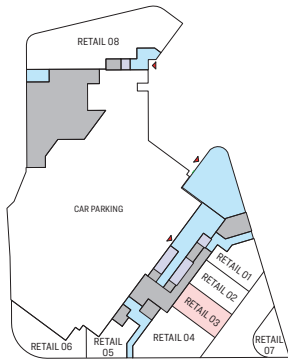 RETAIL 08
CAR PARKING
RETAIL 01
RETAIL 02
RETAIL 03
RETAIL 04
RETAIL
05
RETAIL 06
RETAIL
07